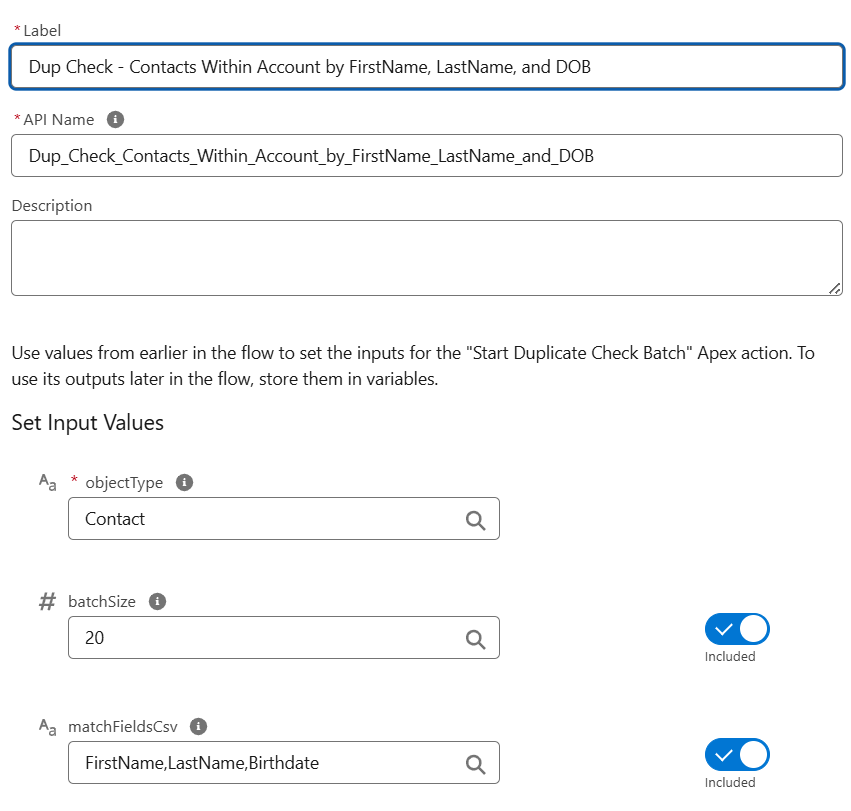 * Label
Dup Check - Contacts Within Account by FirstName, LastName, and DOB
* API Name
Dup_Check_Contacts_Within_Account_by_FirstName_LastName_and_DOB
Description
Use values from earlier in the flow to set the inputs for the "Start Duplicate Check Batch" Apex action. To
use its outputs later in the flow, store them in variables.
Set Input Values
Aa * objectType
Contact
# batchSize
20
Included
Aa matchFieldsCsv
FirstName,LastName,Birthdate
Included